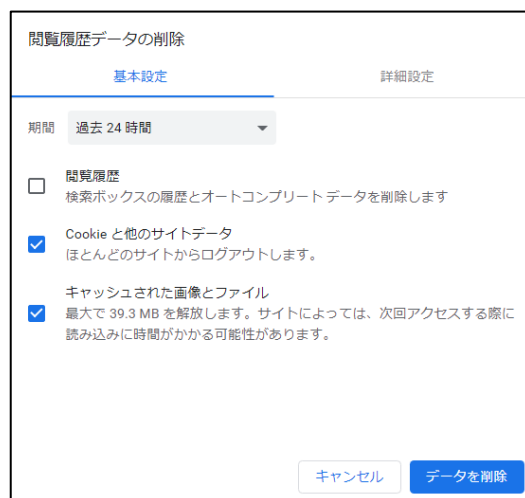 閲覧履歴データの削除
基本設定
詳細設定
期間 過去 24 時間
閲覧履歴
検索ボックスの履歴とオートコンプリート データを削除します
Cookie と他のサイトデータ
ほとんどのサイトからログアウトします。
キャッシュされた画像とファイル
最大で 39.3 MB を解放します。サイトによっては、次回アクセスする際に
読み込みに時間がかかる可能性があります。
キャンセル
データを削除